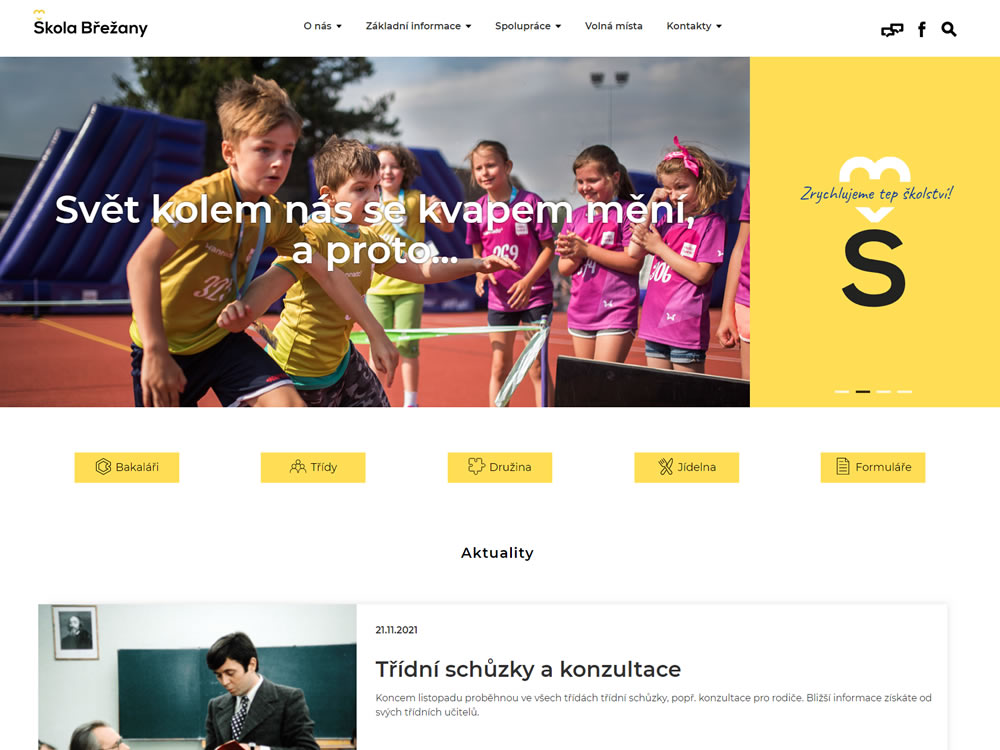 Škola Břežany
O nás
Základní informace
Spolupráce
Volná místa
Kontakty
Svět kolem nás se kvapem mění,
a proto...
Zrychlujeme tep školství!
Š
Bakaláři
Třídy
Družina
Jídelna
Formuláře
Aktuality
21.11.2021
Třídní schůzky a konzultace
Koncem listopadu proběhnou ve všech třídách třídní schůzky, popř. konzultace pro rodiče. Bližší informace získáte od
svých třídních učitelů.